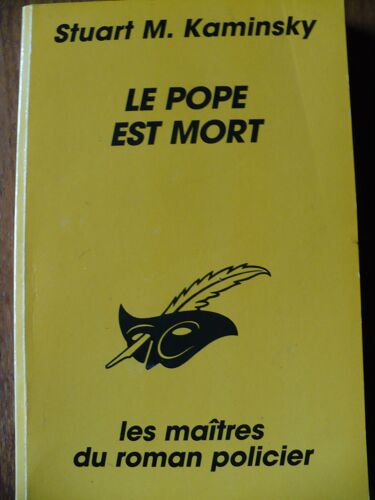 Stuart M. Kaminsky
LE POPE
EST MORT
les maîtres
du roman policier